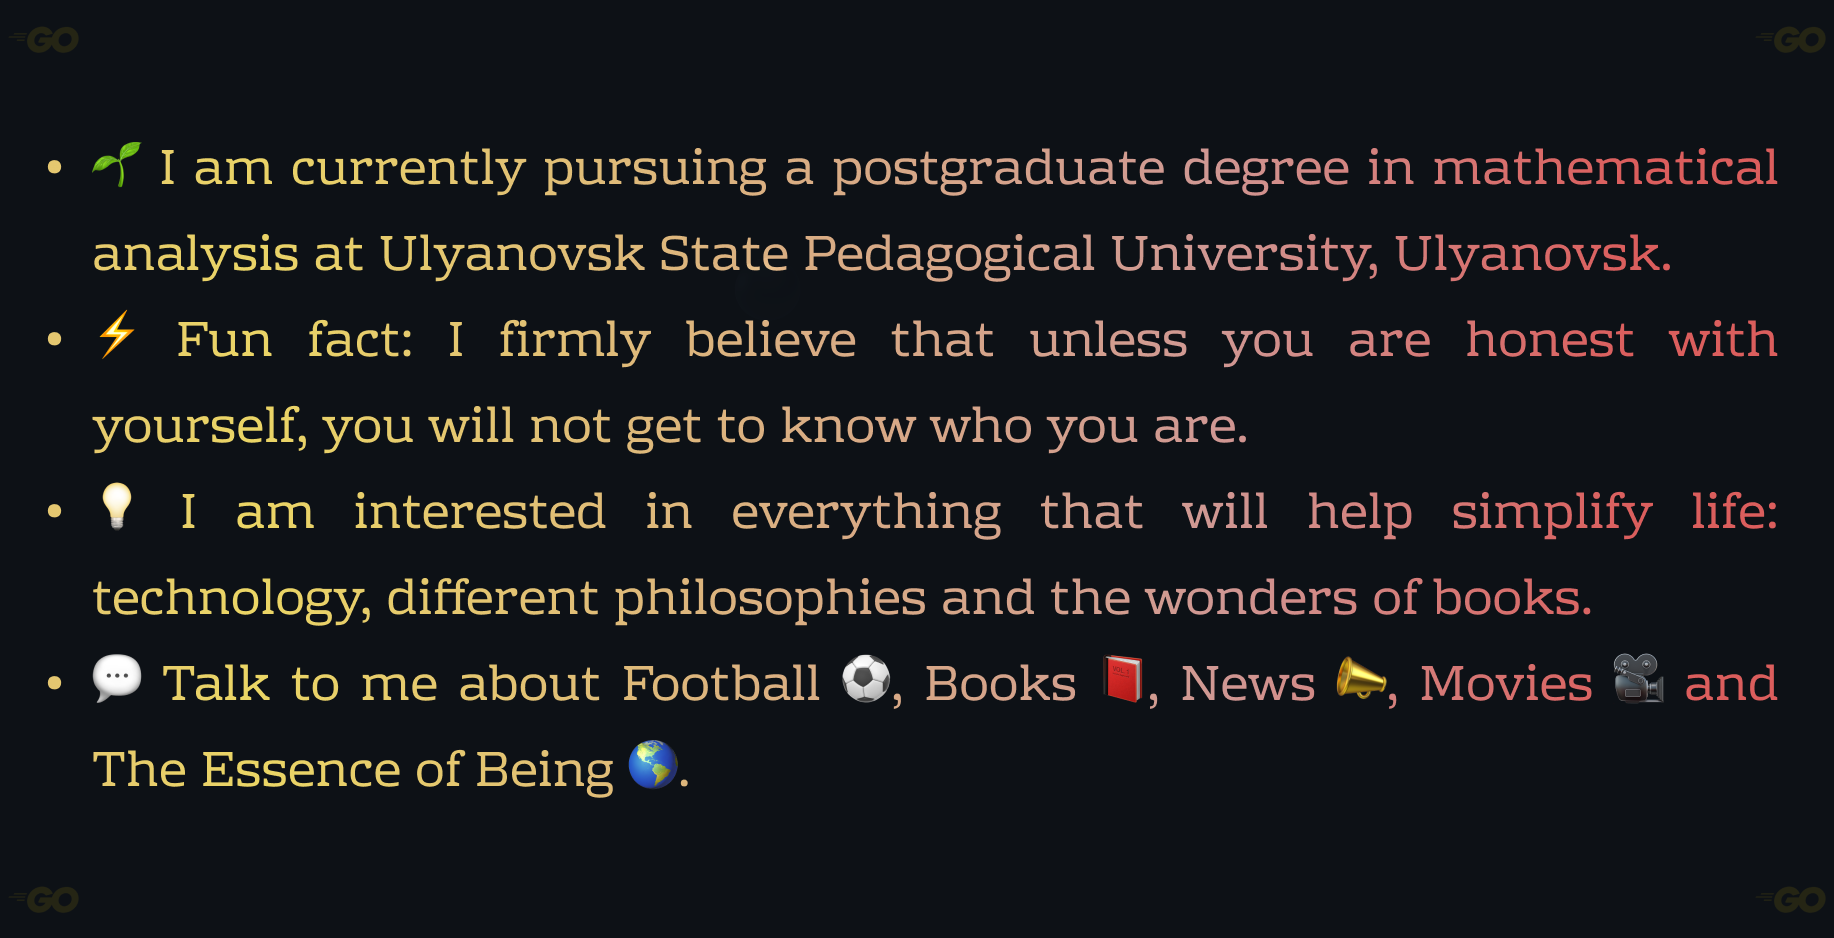 GO GO
• 🌱 I am currently pursuing a postgraduate degree in mathematical
analysis at Ulyanovsk State Pedagogical University, Ulyanovsk.
• ⚡ Fun fact: I firmly believe that unless you are honest with
yourself, you will not get to know who you are.
• 💡 I am interested in everything that will help simplify life:
technology, different philosophies and the wonders of books.
• 💬 Talk to me about Football ⚽, Books 📕, News 📣, Movies 🎥 and
The Essence of Being 🌎.
GO GO